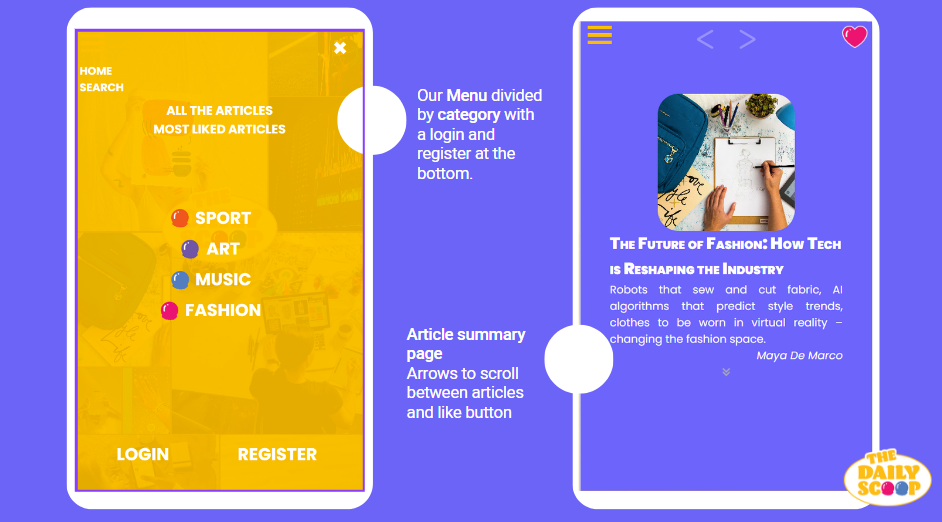 HOME
SEARCH
ALL THE ARTICLES
MOST LIKED ARTICLES
SPORT
ART
MUSIC
FASHION
LOGIN
REGISTER
Our Menu divided
by category with
a login and
register at the
bottom.
Article summary
page
Arrows to scroll
between articles
and like button
The Future of Fashion: How Tech
is Reshaping the Industry
Robots that sew and cut fabric, AI
algorithms that predict style trends,
clothes to be worn in virtual reality –
changing the fashion space.
Maya De Marco
THE
DAILY
SCOOP